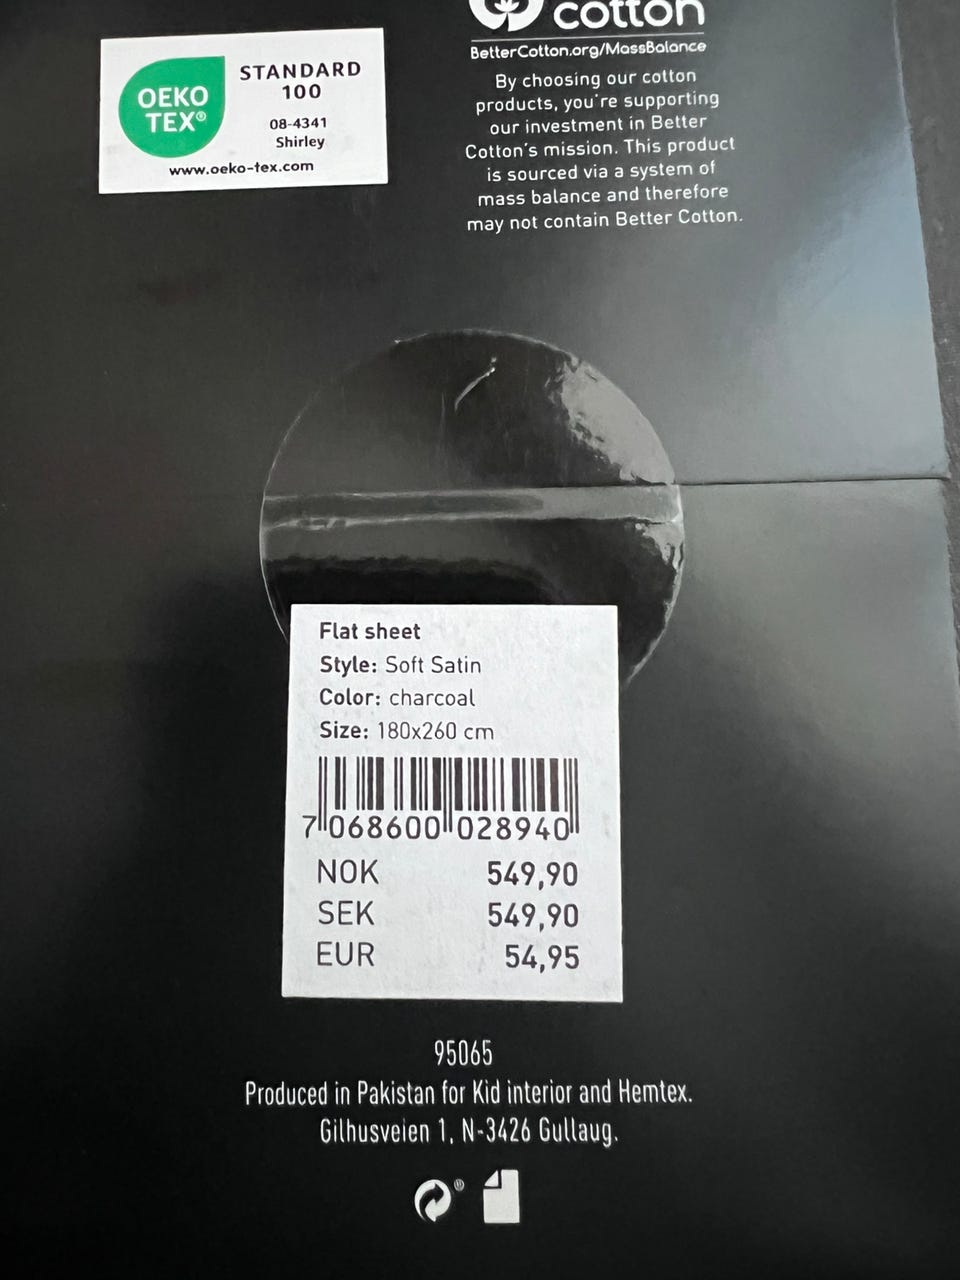 cotton
BetterCotton.org/MassBalance
By choosing our cotton
products, you're supporting
our investment in Better
Cotton's mission. This product
is sourced via a system of
mass balance and therefore
may not contain Better Cotton.
OEKO
TEX®
STANDARD
100
08-4341
Shirley
www.oeko-tex.com
Flat sheet
Style: Soft Satin
Color: charcoal
Size: 180x260 cm
7 068600 028940
NOK 549,90
SEK 549,90
EUR 54,95
95065
Produced in Pakistan for Kid interior and Hemtex.
Gilhusveien 1, N-3426 Gullaug.
®